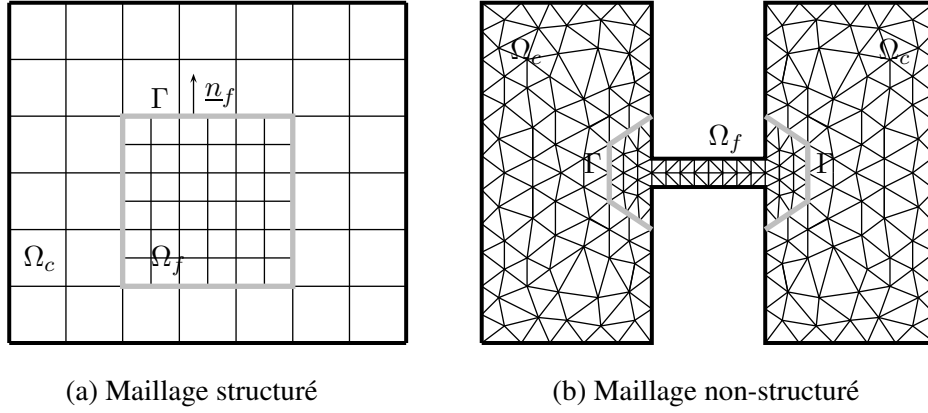 Γ
n_f
Ω_c
Ω_f
(a) Maillage structuré
Ω_c
Ω_c
Ω_f
Γ
Γ
(b) Maillage non-structuré